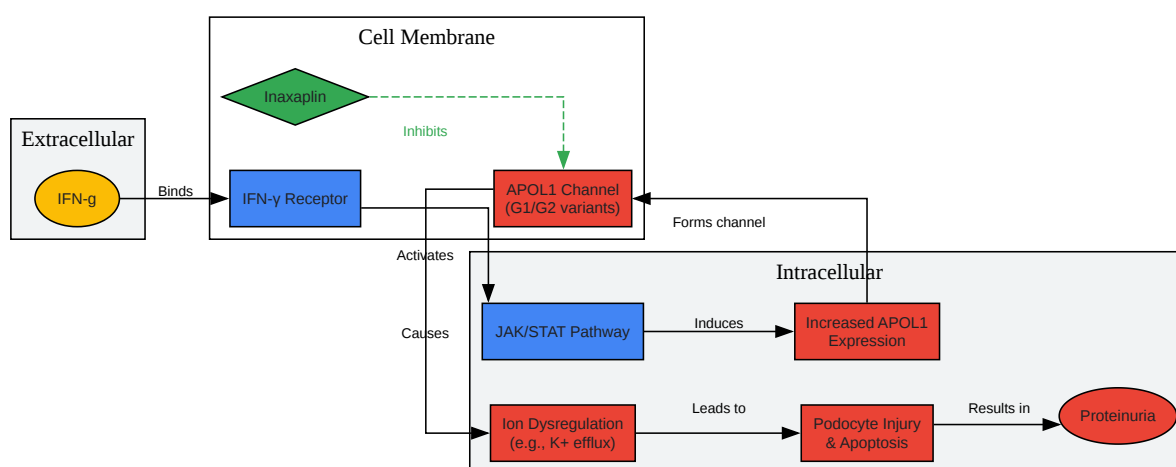 Cell Membrane
Inaxaplin
Inhibits
Extracellular
IFN-g
Binds
IFN-γ Receptor
APOL1 Channel
(G1/G2 variants)
Forms channel
Activates
Intracellular
Causes
JAK/STAT Pathway
Induces
Increased APOL1
Expression
Ion Dysregulation
(e.g., K+ efflux)
Leads to
Podocyte Injury
& Apoptosis
Results in
Proteinuria